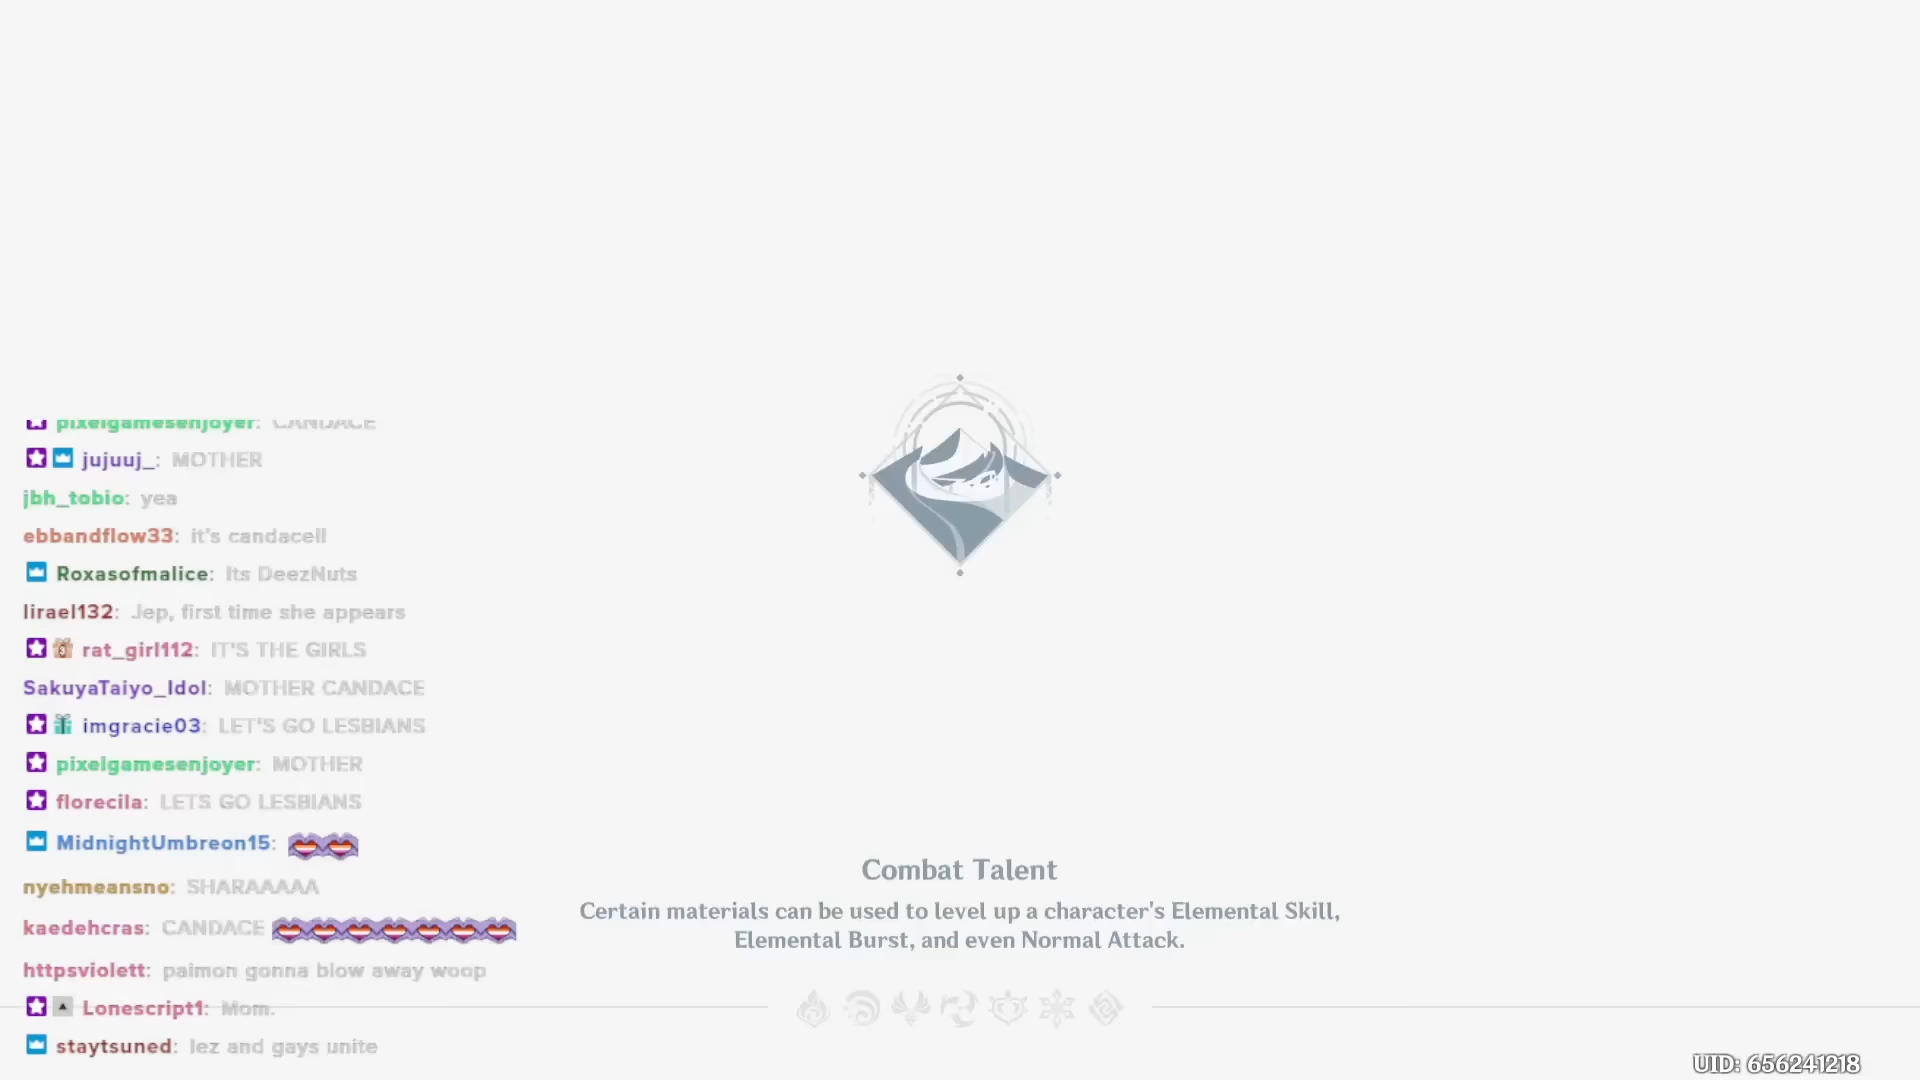 pixelgamesenjoyer: CANDACE
jujuuj_: MOTHER
jbh_tobio: yea
ebbandflow33: it's candacell
Roxasofmalice: Its DeezNuts
lirael132: Jep, first time she appears
rat_girl112: IT'S THE GIRLS
SakuyaTaiyo_Idol: MOTHER CANDACE
imgracie03: LET'S GO LESBIANS
pixelgamesenjoyer: MOTHER
florecila: LETS GO LESBIANS
MidnightUmbreon15:
nyehmeansno: SHARAAAAA
kaedehcras: CANDACE
httpsviolett: paimon gonna blow away woop
Lonescript1: Mom.
staytsuned: lez and gays unite
Combat Talent
Certain materials can be used to level up a character's Elemental Skill,
Elemental Burst, and even Normal Attack.
UID: 656241218